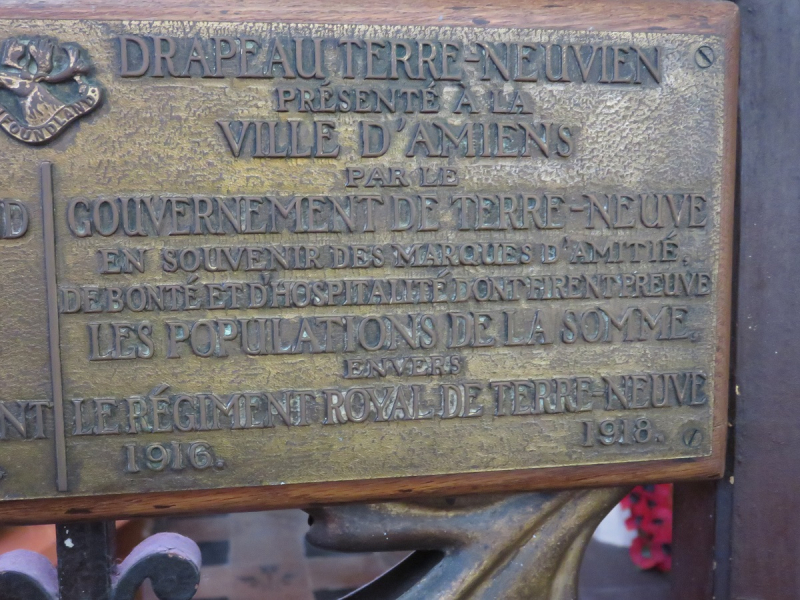 DRAPEAU TERRE-NEUVIEN
PRÉSENTÉ À LA
VILLE D'AMIENS
PAR LE
GOUVERNEMENT DE TERRE-NEUVE
EN SOUVENIR DES MARQUES D'AMITIÉ,
DE BONTÉ ET D'HOSPITALITÉ DONT FIRENT PREUVE
LES POPULATIONS DE LA SOMME.
ENVERS
LE RÉGIMENT ROYAL DE TERRE-NEUVE
1916. 1918.